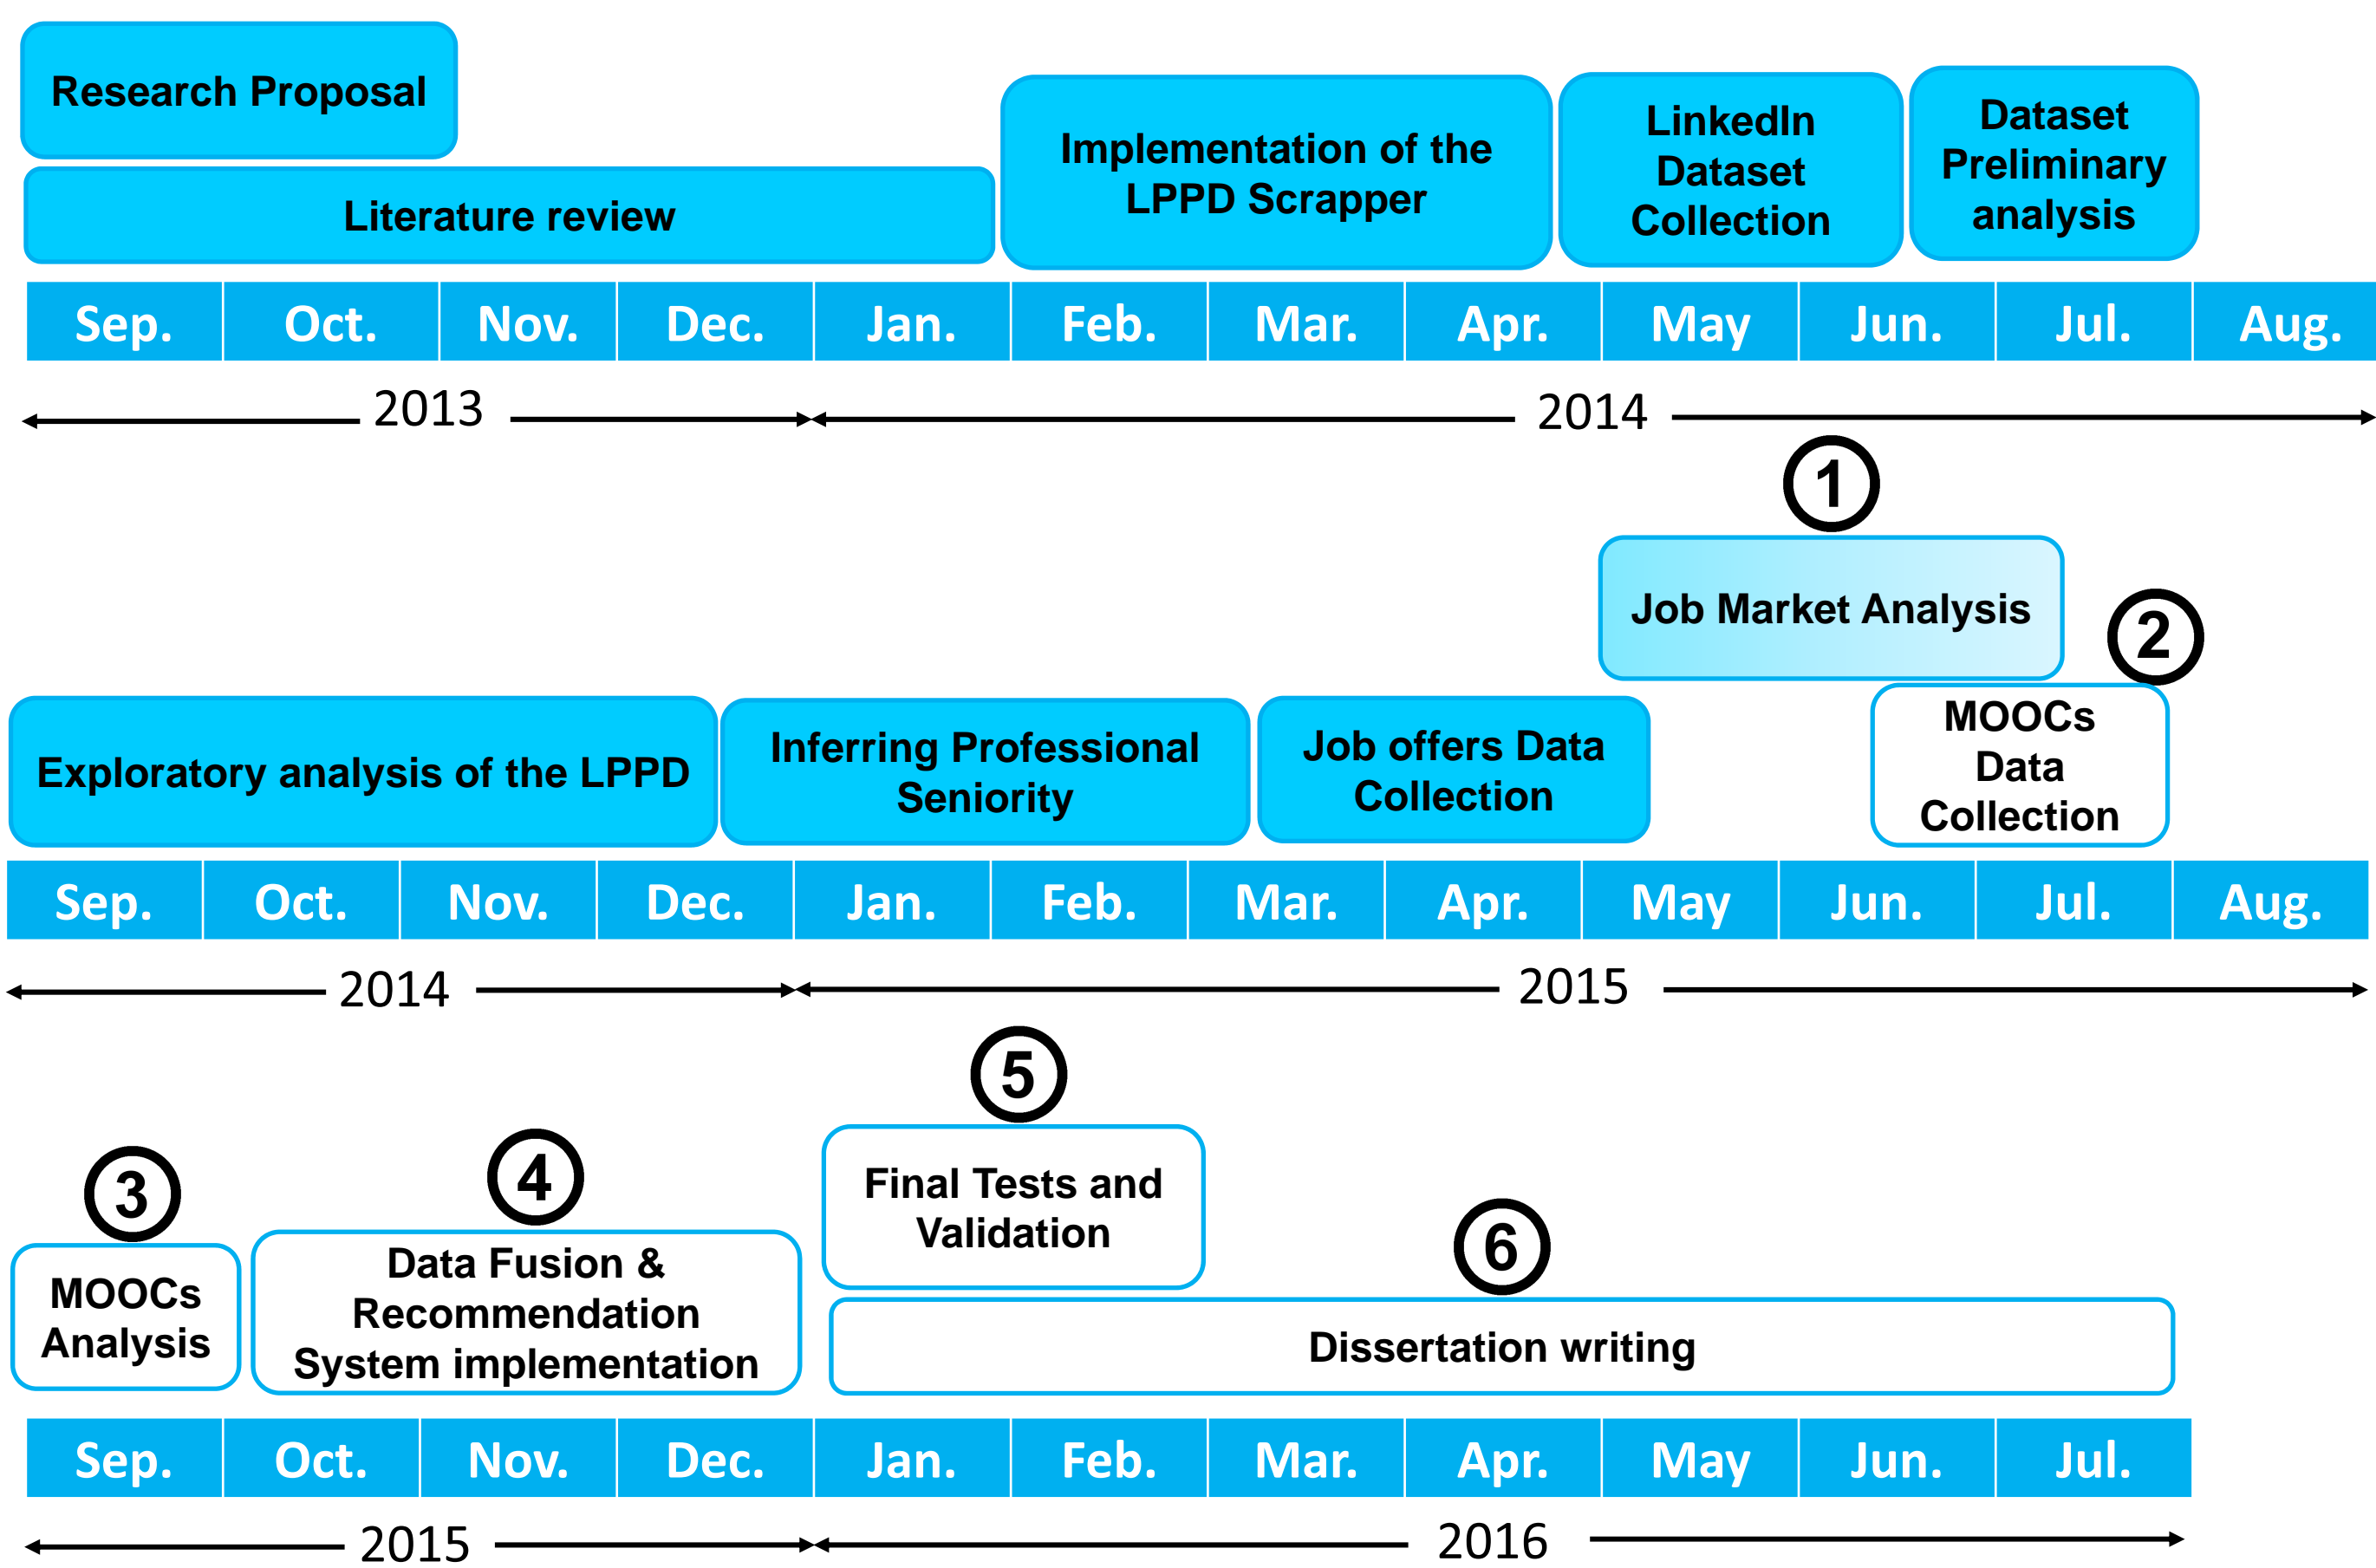 Research Proposal
Literature review
Implementation of the
LPPD Scrapper
LinkedIn
Dataset
Collection
Dataset
Preliminary
analysis
Sep. Oct. Nov. Dec. Jan. Feb. Mar. Apr. May Jun. Jul. Aug.
2013 2014
1
Job Market Analysis
2
Exploratory analysis of the LPPD
Inferring Professional
Seniority
Job offers Data
Collection
MOOCs
Data
Collection
Sep. Oct. Nov. Dec. Jan. Feb. Mar. Apr. May Jun. Jul. Aug.
2014 2015
3
MOOCs
Analysis
4
Data Fusion &
Recommendation
System implementation
5
Final Tests and
Validation
6
Dissertation writing
Sep. Oct. Nov. Dec. Jan. Feb. Mar. Apr. May Jun. Jul.
2015 2016